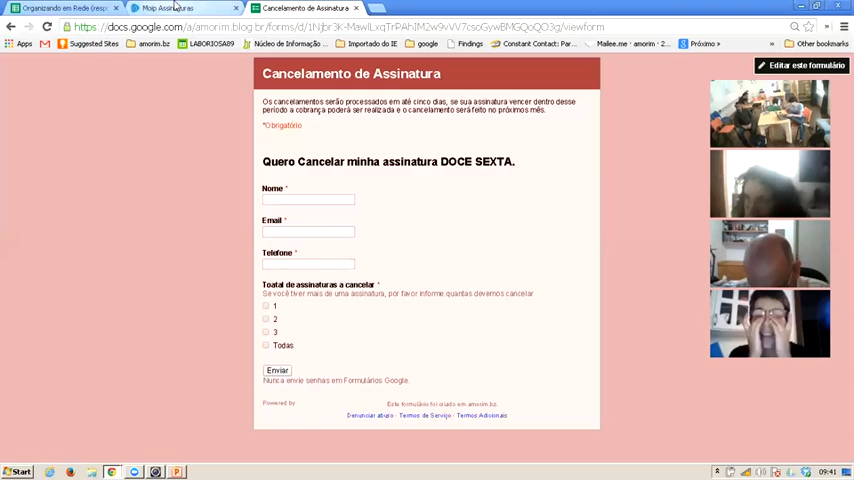 Organizando em Rede (resp
Moip Assinaturas
Cancelamento de Assinatura
https://docs.google.com/a/amorim.blog.br/forms/d/1Njbr3K-MawILxqTrPAhIM2w9vVV7csoGywBMGQoQO3g/viewform
Apps
Suggested Sites
amorim.bz
LABORIOSA89
Núcleo de Informação ...
Importado do IE
google
Findings
Constant Contact: Par...
Mailee.me - amorim - 2...
Próximo »
Other bookmarks
Editar este formulário
Cancelamento de Assinatura
Os cancelamentos serão processados em até cinco dias, se sua assinatura vencer dentro desse
período a cobrança poderá ser realizada e o cancelamento será feito no próximos mês.
*Obrigatório
Quero Cancelar minha assinatura DOCE SEXTA.
Nome *
Email *
Telefone *
Toatal de assinaturas a cancelar *
Se você tiver mais de uma assinatura, por favor informe quantas devemos cancelar
1
2
3
Todas
Enviar
Nunca envie senhas em Formulários Google.
Powered by
Este formulário foi criado em amorim.bz.
Denunciar abuso - Termos de Serviço - Termos Adicionais
Start
09:41